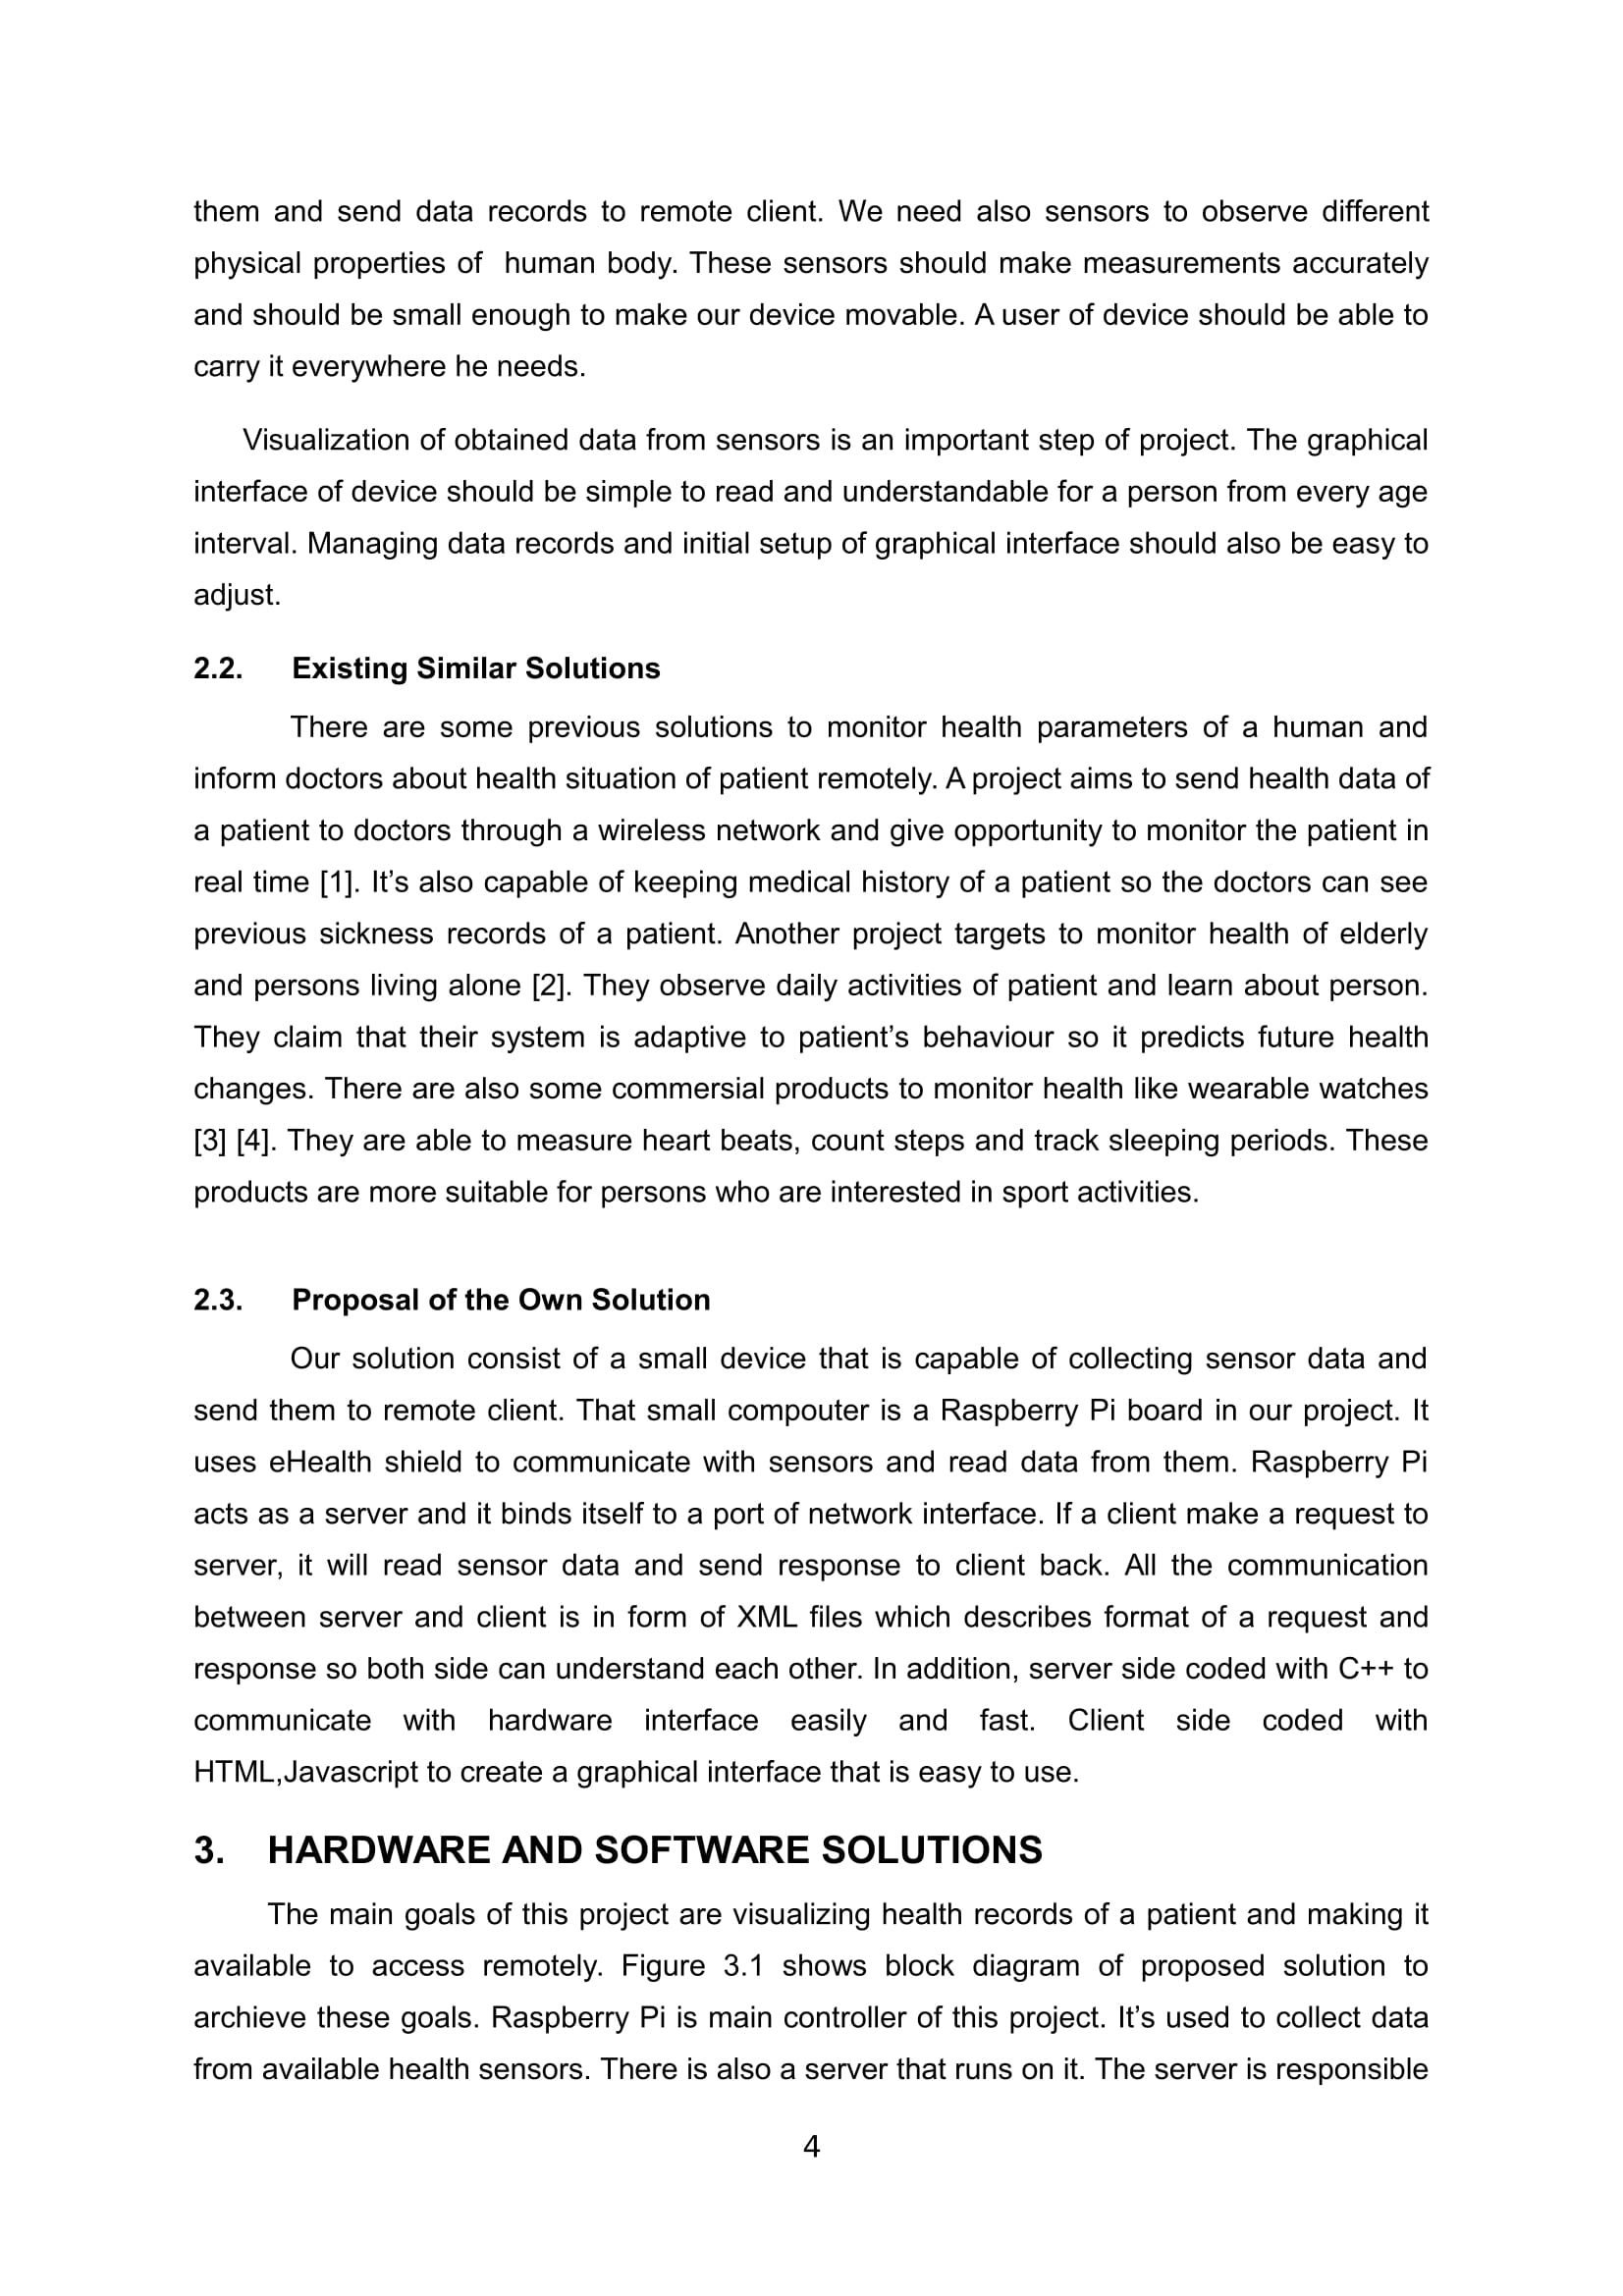 them and send data records to remote client. We need also sensors to observe different
physical properties of  human body. These sensors should make measurements accurately
and should be small enough to make our device movable. A user of device should be able to
carry it everywhere he needs.
Visualization of obtained data from sensors is an important step of project. The graphical
interface of device should be simple to read and understandable for a person from every age
interval. Managing data records and initial setup of graphical interface should also be easy to
adjust.
2.2. Existing Similar Solutions
There are some previous solutions to monitor health parameters of a human and
inform doctors about health situation of patient remotely. A project aims to send health data of
a patient to doctors through a wireless network and give opportunity to monitor the patient in
real time [1]. It’s also capable of keeping medical history of a patient so the doctors can see
previous sickness records of a patient. Another project targets to monitor health of elderly
and persons living alone [2]. They observe daily activities of patient and learn about person.
They claim that their system is adaptive to patient’s behaviour so it predicts future health
changes. There are also some commersial products to monitor health like wearable watches
[3] [4]. They are able to measure heart beats, count steps and track sleeping periods. These
products are more suitable for persons who are interested in sport activities.
2.3. Proposal of the Own Solution
Our solution consist of a small device that is capable of collecting sensor data and
send them to remote client. That small compouter is a Raspberry Pi board in our project. It
uses eHealth shield to communicate with sensors and read data from them. Raspberry Pi
acts as a server and it binds itself to a port of network interface. If a client make a request to
server, it will read sensor data and send response to client back. All the communication
between server and client is in form of XML files which describes format of a request and
response so both side can understand each other. In addition, server side coded with C++ to
communicate with hardware interface easily and fast. Client side coded with
HTML,Javascript to create a graphical interface that is easy to use.
3. HARDWARE AND SOFTWARE SOLUTIONS
The main goals of this project are visualizing health records of a patient and making it
available to access remotely. Figure 3.1 shows block diagram of proposed solution to
archieve these goals. Raspberry Pi is main controller of this project. It’s used to collect data
from available health sensors. There is also a server that runs on it. The server is responsible
4